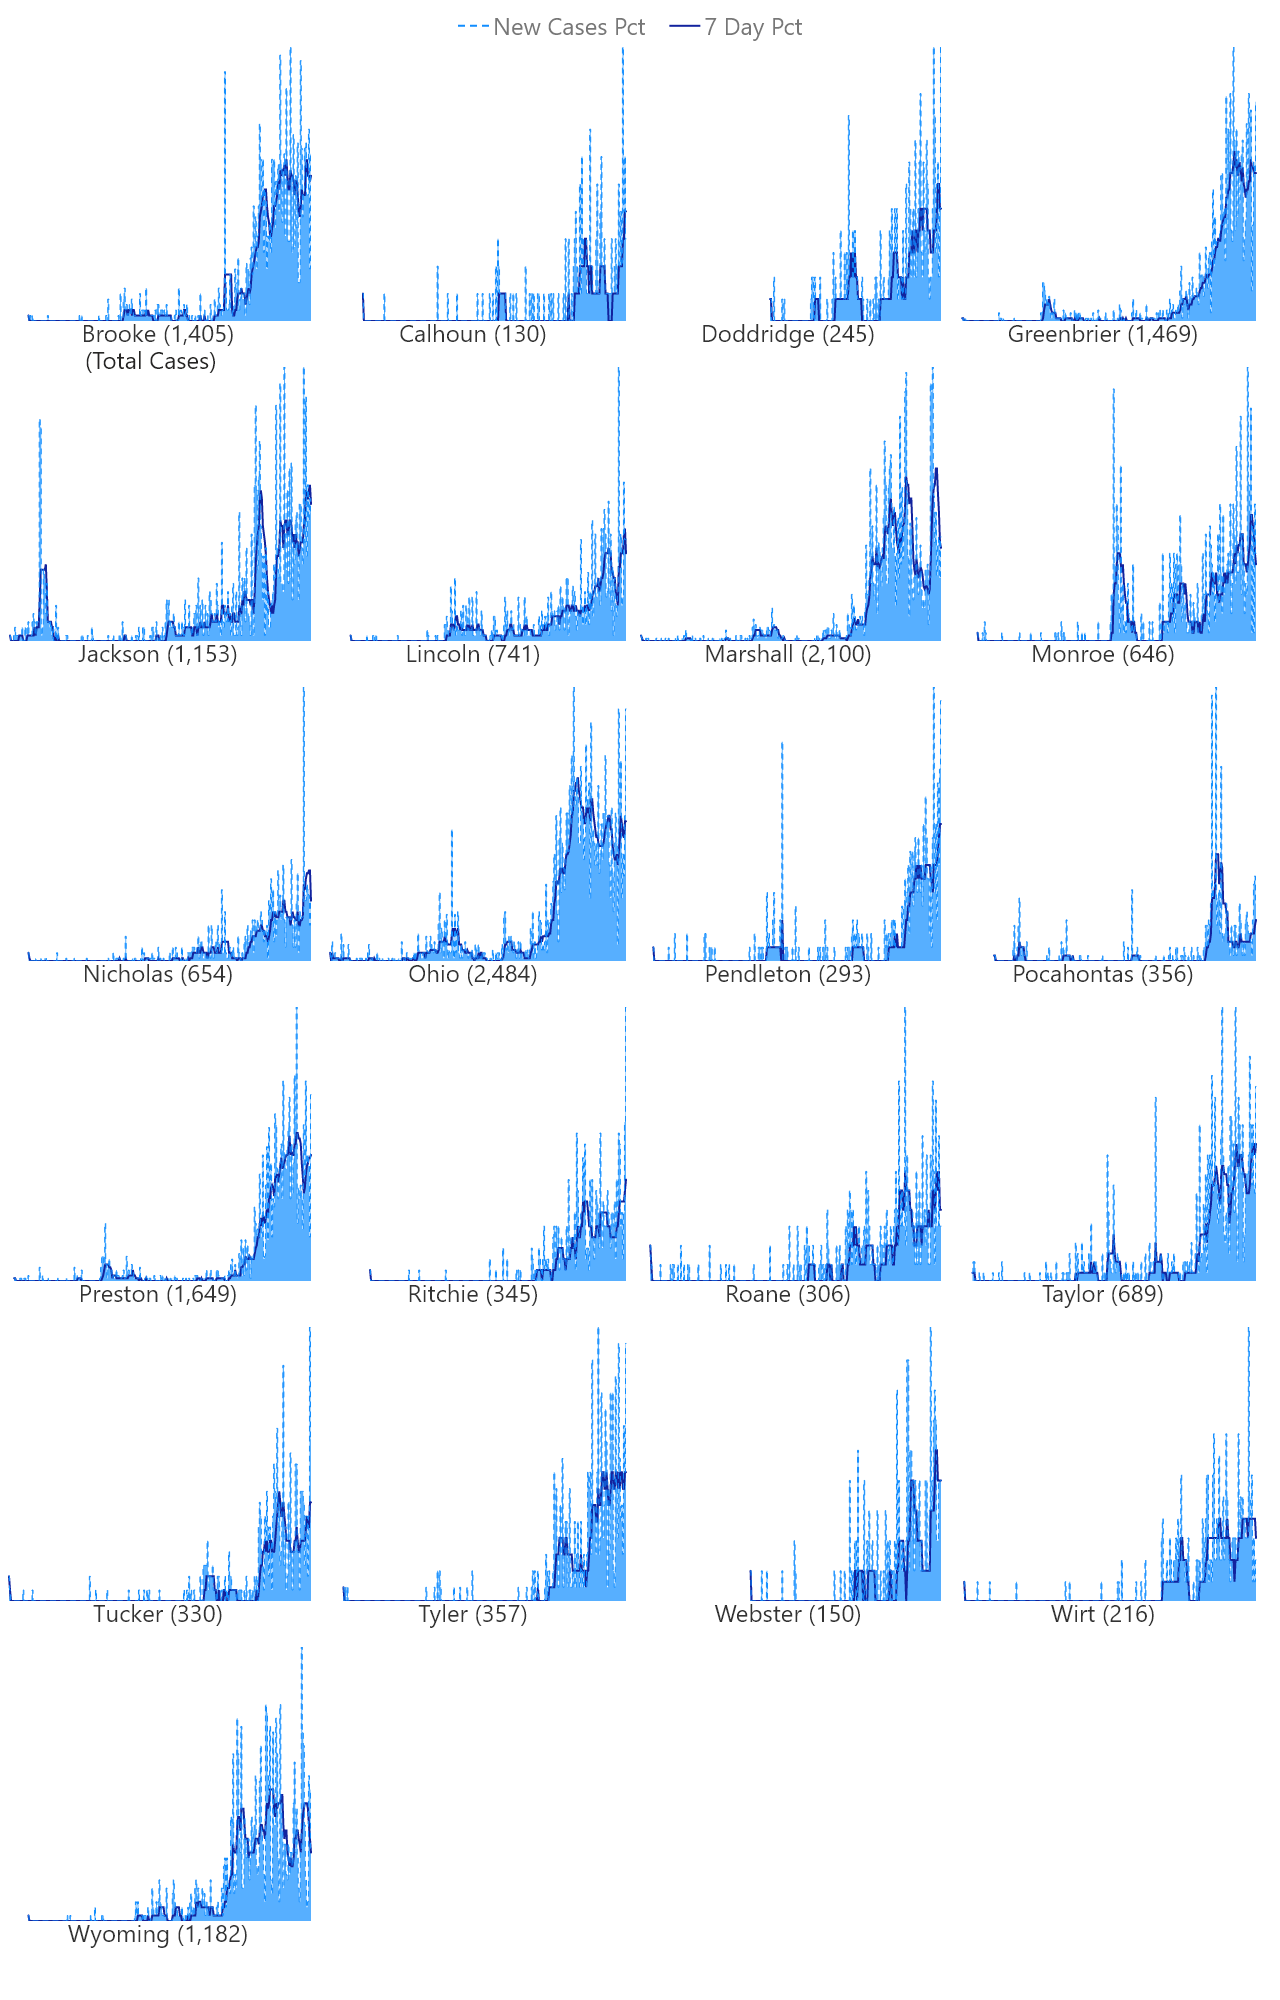 New Cases Pct 7 Day Pct
Brooke (1,405) Calhoun (130) Doddridge (245) Greenbrier (1,469)
(Total Cases)
Jackson (1,153) Lincoln (741) Marshall (2,100) Monroe (646)
Nicholas (654) Ohio (2,484) Pendleton (293) Pocahontas (356)
Preston (1,649) Ritchie (345) Roane (306) Taylor (689)
Tucker (330) Tyler (357) Webster (150) Wirt (216)
Wyoming (1,182)